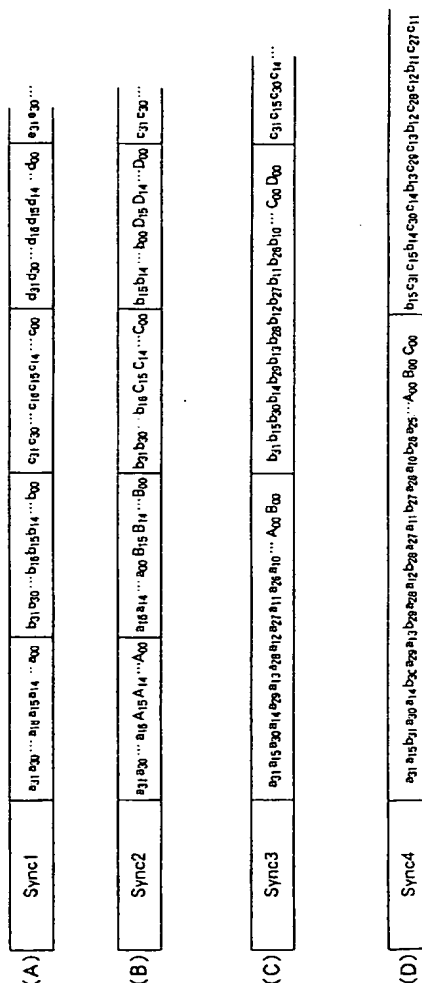 (A) Sync1 a31 a30 ··· a16 a15 a14 ·· a00 b31 b30 ··· b16 b15 b14 ··· b00 c31 c30 ··· c16 c15 c14 ··· c00 d31 d30 ··· d16 d15 d14 ··· d00 e31 e30 ···
(B) Sync2 a31 a30 ··· a16 A15 A14 ··· A00 a16 a14 ··· a00 B15 B14 ··· B00 b31 b30 ·· b16 C15 C14 ··· C00 b15 b14 ··· b00 D15 D14 ··· D00 c31 c30 ···
(C) Sync3 a31 a15 a30 a14 a29 a13 a28 a12 a27 a11 a26 a10 ··· A00 B00 b31 b15 b30 b14 b29 b13 b28 b12 b27 b11 b26 b10 ··· C00 D00 c31 c15 c30 c14 ···
(D) Sync4 a31 a15 b31 a30 a14 b30 a29 a13 b29 a28 a12 b28 a27 a11 b27 a26 a10 b26 a25 ··· A00 B00 C00 b15 c31 c15 b14 c30 c14 b13 c29 c13 b12 c28 c12 b11 c27 c11